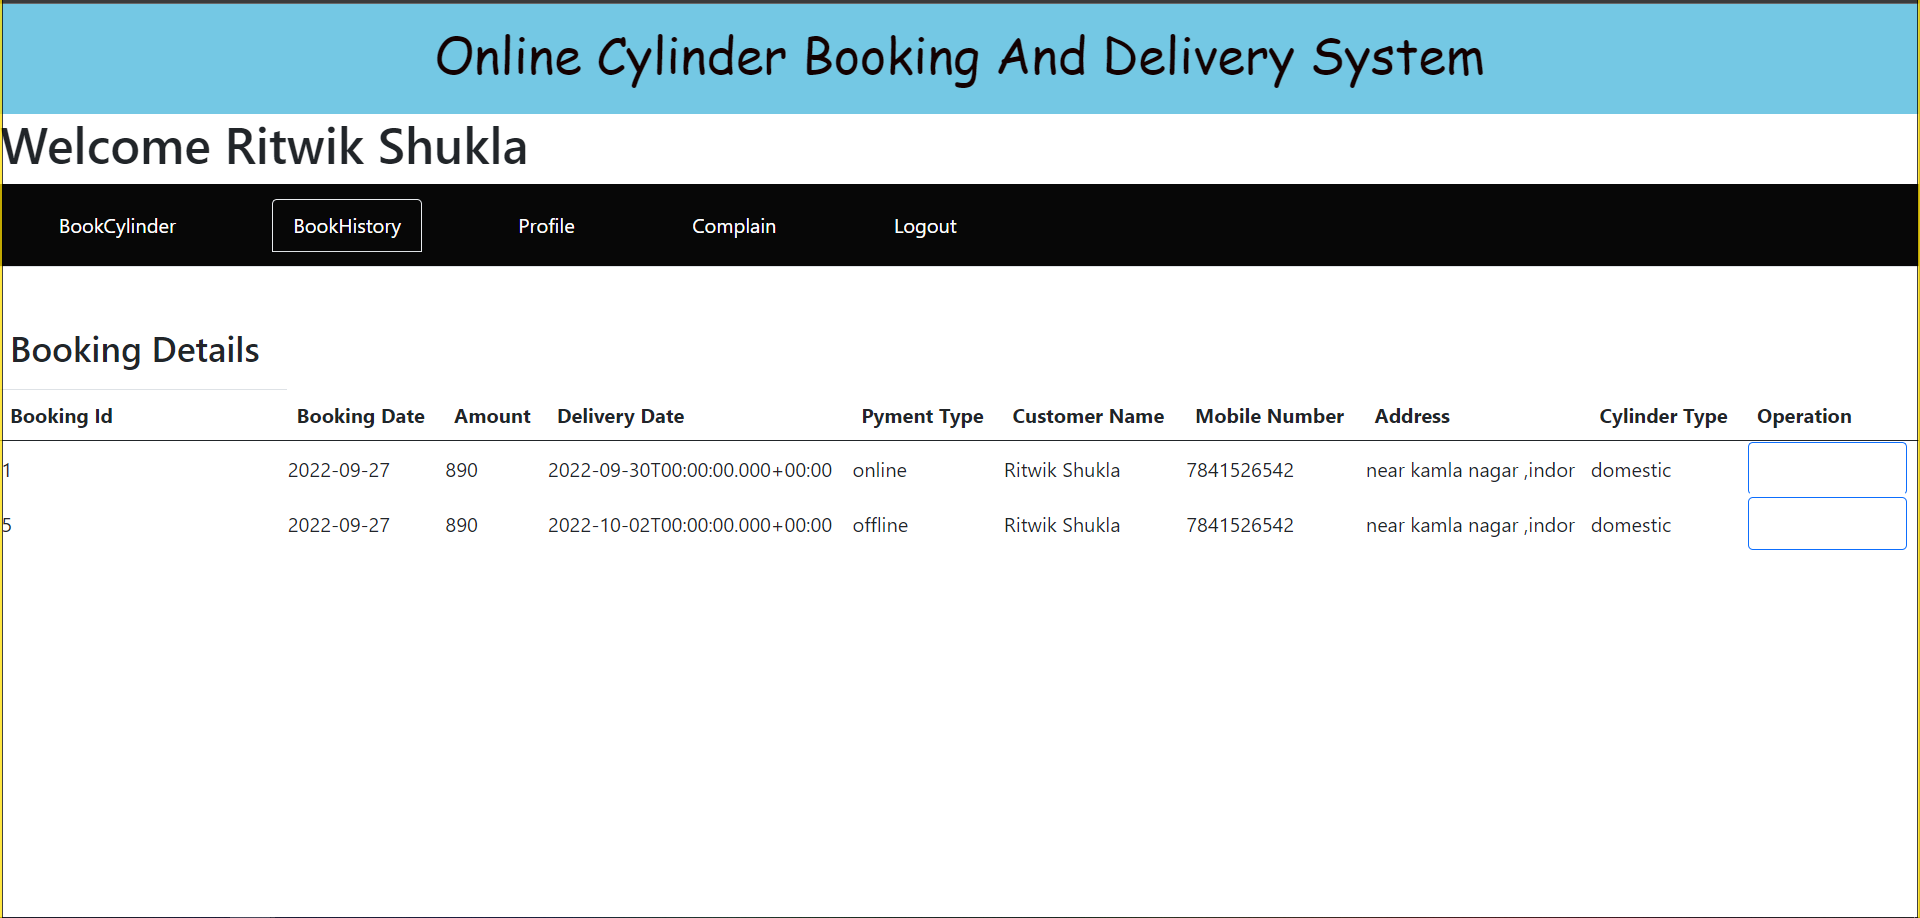 Online Cylinder Booking And Delivery System
Welcome Ritwik Shukla
BookCylinder BookHistory Profile Complain Logout
Booking Details
Booking Id Booking Date Amount Delivery Date Pyment Type Customer Name Mobile Number Address Cylinder Type Operation
1 2022-09-27 890 2022-09-30T00:00:00.000+00:00 online Ritwik Shukla 7841526542 near kamla nagar ,indor domestic
5 2022-09-27 890 2022-10-02T00:00:00.000+00:00 offline Ritwik Shukla 7841526542 near kamla nagar ,indor domestic